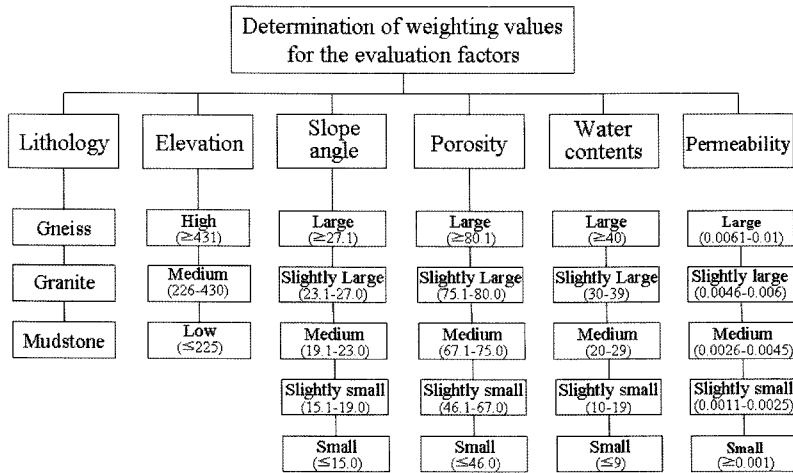 Determination of weighting values
for the evaluation factors
Lithology
Elevation
Slope
angle
Porosity
Water
contents
Permeability
Gneiss
High
(≥431)
Large
(≥27.1)
Large
(≥80.1)
Large
(≥40)
Large
(0.0061-0.01)
Granite
Medium
(226-430)
Slightly Large
(23.1-27.0)
Slightly Large
(75.1-80.0)
Slightly Large
(30-39)
Slightly large
(0.0046-0.006)
Mudstone
Low
(≤225)
Medium
(19.1-23.0)
Medium
(67.1-75.0)
Medium
(20-29)
Medium
(0.0026-0.0045)
Slightly small
(15.1-19.0)
Slightly small
(46.1-67.0)
Slightly small
(10-19)
Slightly small
(0.0011-0.0025)
Small
(≤15.0)
Small
(≤46.0)
Small
(≤9)
Small
(≥0.001)